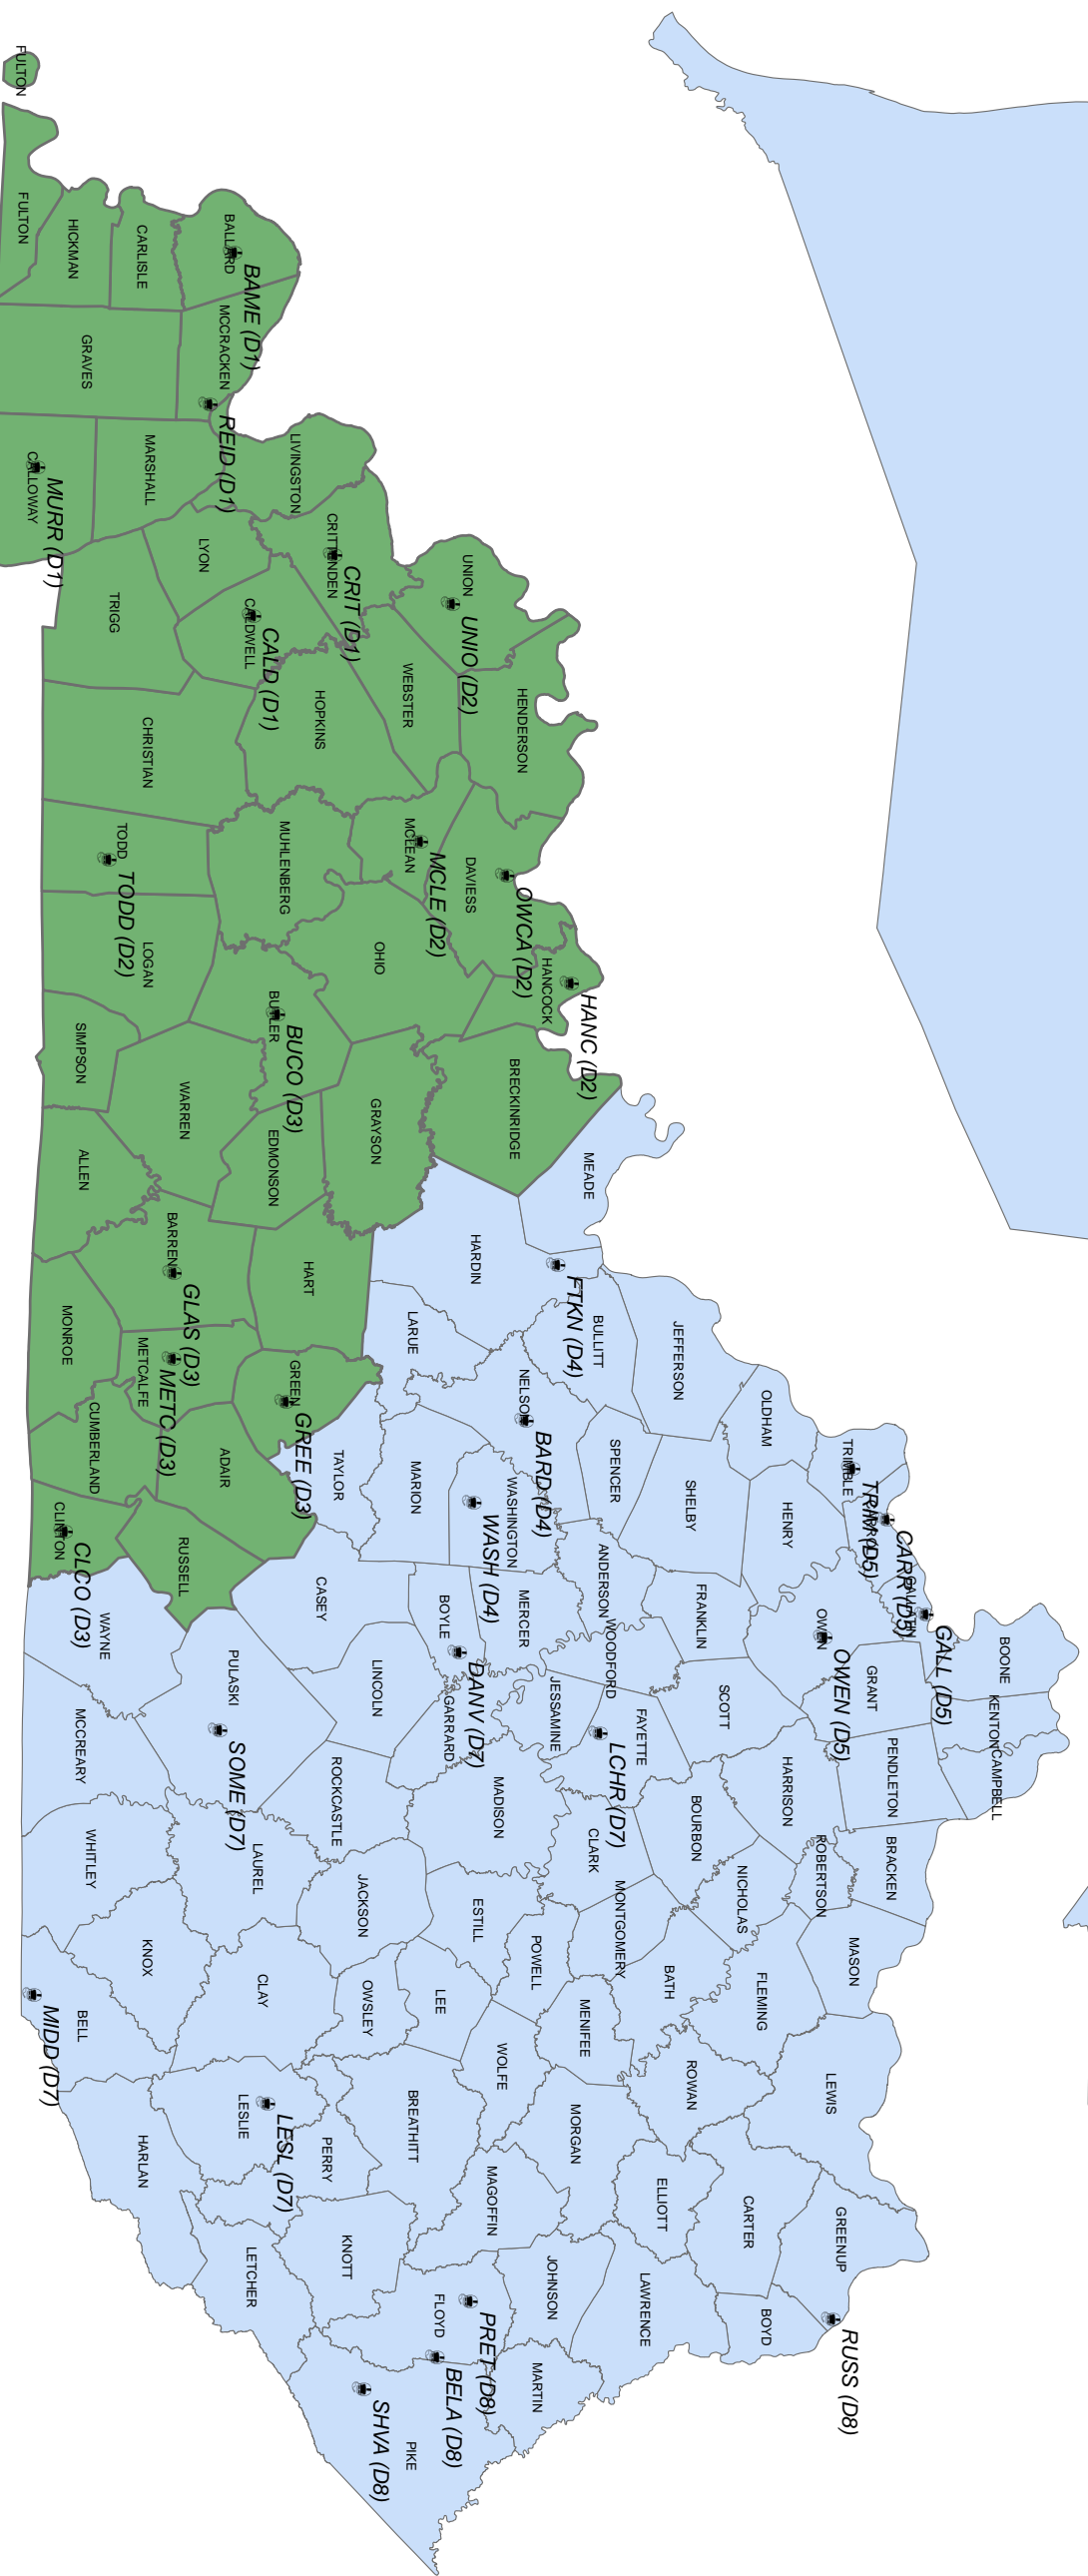 FULTON
FULTON
HICKMAN
CARLISLE
BALLARD
BAME (D1)
MCCRACKEN
GRAVES
REID (D1)
MARSHALL
CALLOWAY
MURR (D1)
LIVINGSTON
CRITTENDEN
CRIT (D1)
LYON
CALDWELL
CALD (D1)
TRIGG
UNION
UNIO (D2)
WEBSTER
HENDERSON
HOPKINS
CHRISTIAN
TODD
TODD (D2)
MUHLENBERG
MCLEAN
MCLE (D2)
DAVIESS
OWCA (D2)
HANCOCK
HANC (D2)
OHIO
LOGAN
BUTLER
BUCO (D3)
SIMPSON
WARREN
EDMONSON
GRAYSON
BRECKINRIDGE
ALLEN
BARREN
GLAS (D3)
HART
MONROE
METCALFE
METC (D3)
GREEN
GREE (D3)
CUMBERLAND
ADAIR
CLINTON
CLCO (D3)
RUSSELL
MEADE
HARDIN
FTKN (D4)
BULLITT
LARUE
JEFFERSON
NELSON
BARD (D4)
OLDHAM
SPENCER
SHELBY
MARION
WASHINGTON
WASH (D4)
TAYLOR
TRIMBLE
TRIM (D5)
CARR (D5)
HENRY
GALL (D5)
OWEN
OWEN (D5)
ANDERSON
FRANKLIN
WOODFORD
MERCER
BOYLE
DANV (D7)
CASEY
WAYNE
PULASKI
SOME (D7)
LINCOLN
GARRARD
JESSAMINE
FAYETTE
LCHR (D7)
SCOTT
GRANT
BOONE
KENTON
CAMPBELL
PENDLETON
HARRISON
BOURBON
CLARK
MADISON
ROCKCASTLE
MCCREARY
WHITLEY
LAUREL
JACKSON
ESTILL
POWELL
MONTGOMERY
NICHOLAS
ROBERTSON
BRACKEN
MASON
FLEMING
BATH
MENIFEE
WOLFE
LEE
OWSLEY
CLAY
KNOX
BELL
MIDD (D7)
HARLAN
LESLIE
LESL (D7)
PERRY
BREATHITT
MORGAN
ROWAN
LEWIS
CARTER
ELLIOTT
MAGOFFIN
KNOTT
LETCHER
FLOYD
PRET (D8)
JOHNSON
LAWRENCE
GREENUP
BOYD
RUSS (D8)
MARTIN
BELA (D8)
PIKE
SHVA (D8)